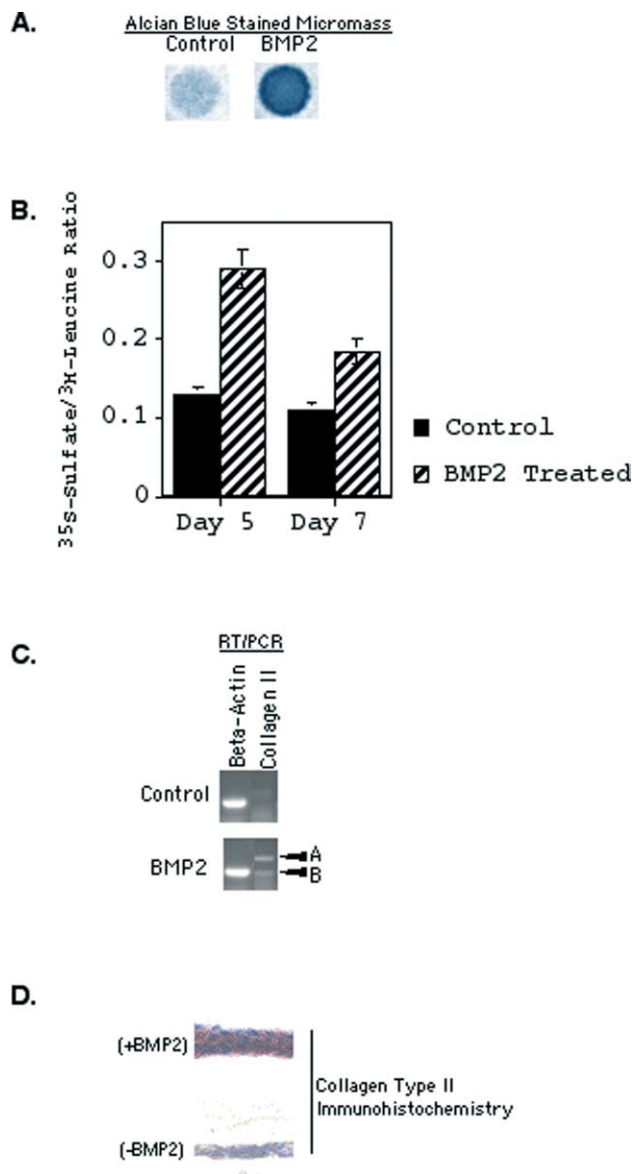 A.
Alcian Blue Stained Micromass
Control BMP2
B.
35S-Sulfate/3H-Leucine Ratio
0.3
0.2
0.1
0
Day 5 Day 7
Control
BMP2 Treated
C.
RT/PCR
Beta-Actin
Collagen II
Control
BMP2
A
B
D.
(+BMP2)
Collagen Type II
Immunohistochemistry
(-BMP2)